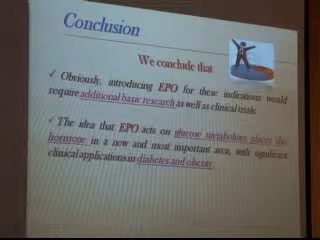 Conclusion
We conclude that
✓ Obviously, introducing EPO for these indications would
require additional basic research as well as clinical trials.
✓ The idea that EPO acts on glucose metabolism places this
hormone in a new and most important area, with significant
clinical applications in diabetes and obesity.